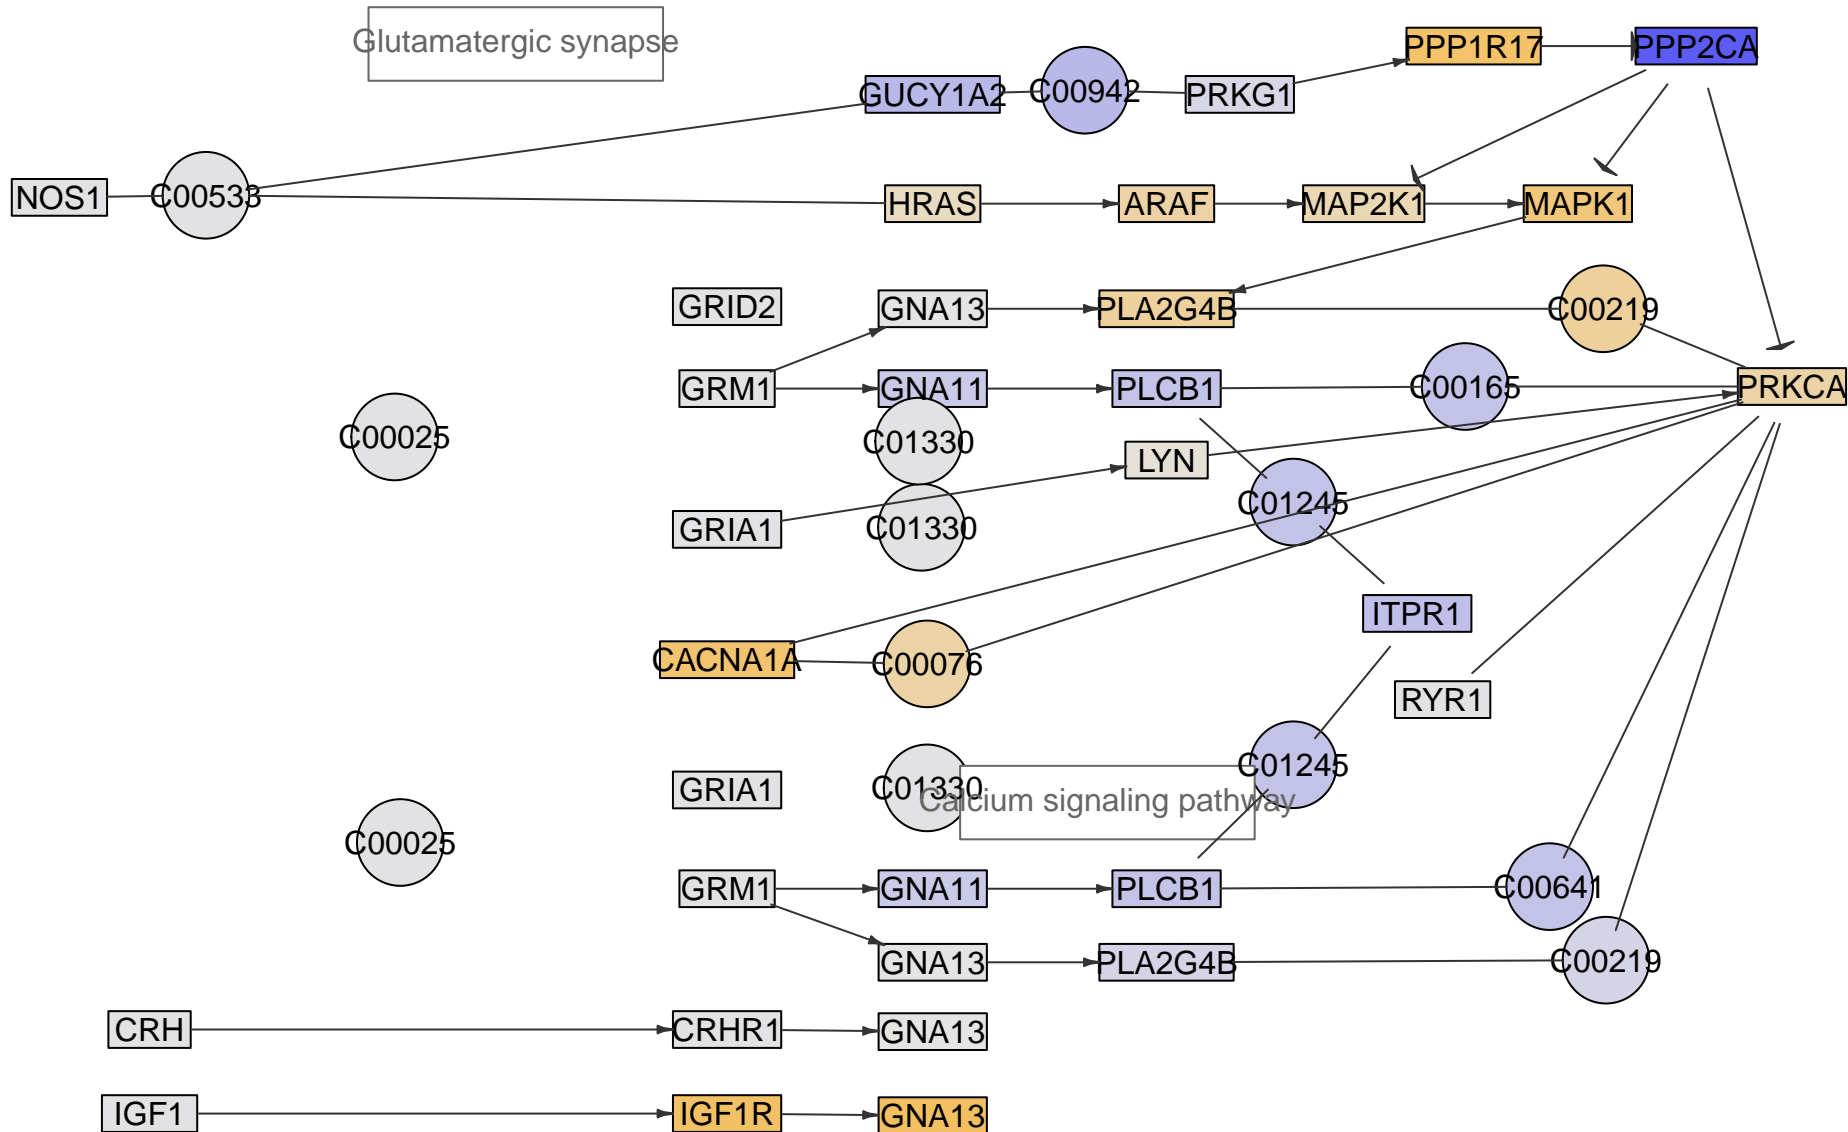 Glutamatergic synapse
PPP1R17
PPP2CA
GUCY1A2
C00942
PRKG1
NOS1
C00533
HRAS
ARAF
MAP2K1
MAPK1
GRID2
GNA13
PLA2G4B
C00219
GRM1
GNA11
PLCB1
C00165
PRKCA
C00025
C01330
LYN
C01245
GRIA1
C01330
ITPR1
CACNA1A
C00076
RYR1
C01245
GRIA1
C01330
Calcium signaling pathway
C00025
GRM1
GNA11
PLCB1
C00641
GNA13
PLA2G4B
C00219
CRH
CRHR1
GNA13
IGF1
IGF1R
GNA13